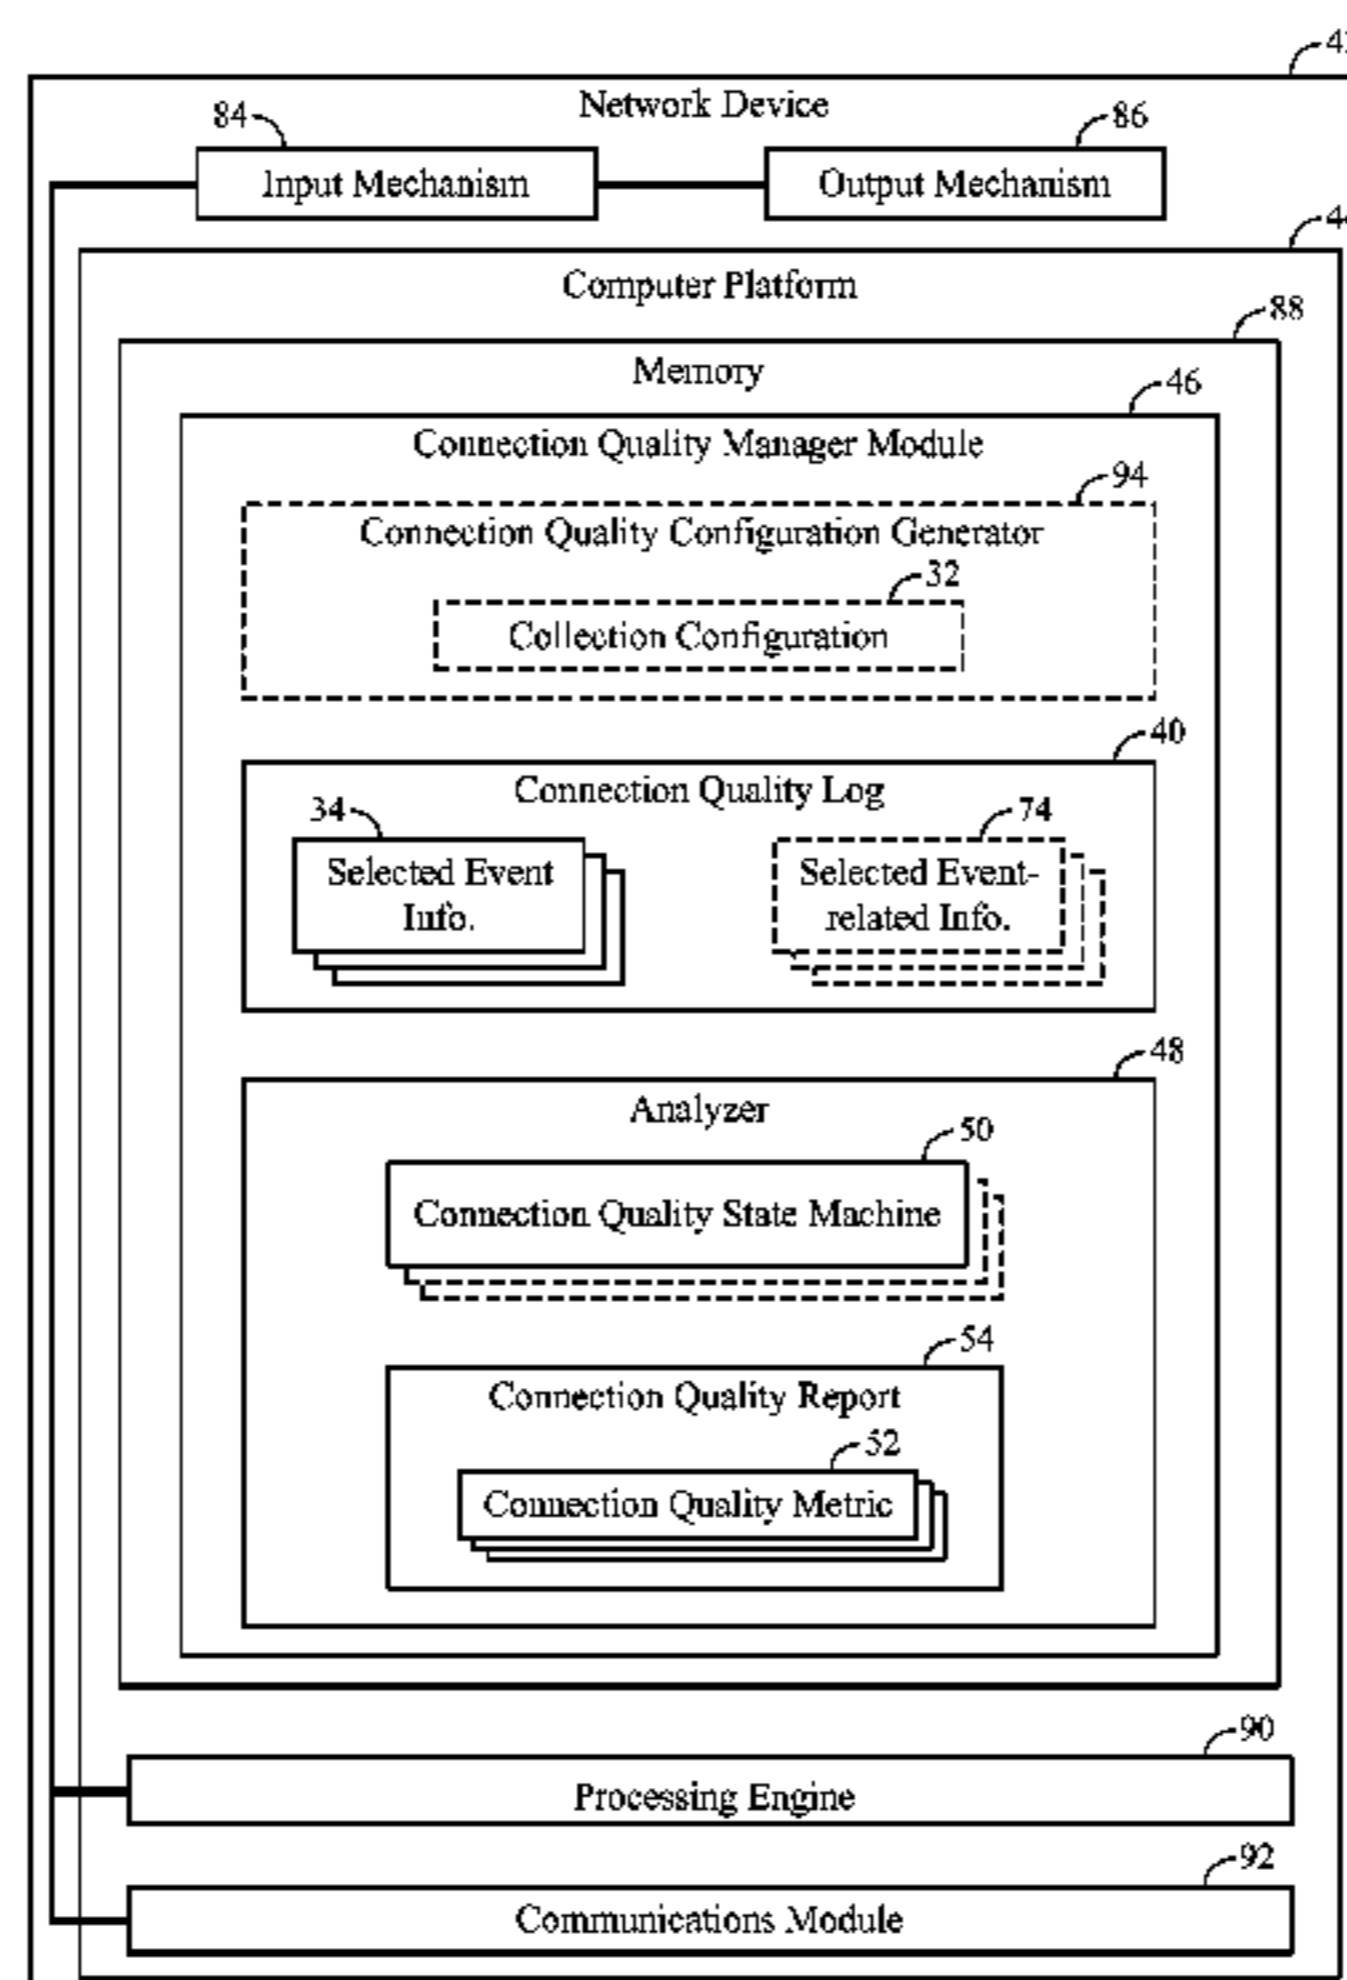 Network Device
84
86
Input Mechanism
Output Mechanism
Computer Platform
88
Memory
46
Connection Quality Manager Module
94
Connection Quality Configuration Generator
32
Collection Configuration
40
Connection Quality Log
34
74
Selected Event
Info.
Selected Event-
related Info.
48
Analyzer
50
Connection Quality State Machine
54
Connection Quality Report
52
Connection Quality Metric
90
Processing Engine
92
Communications Module